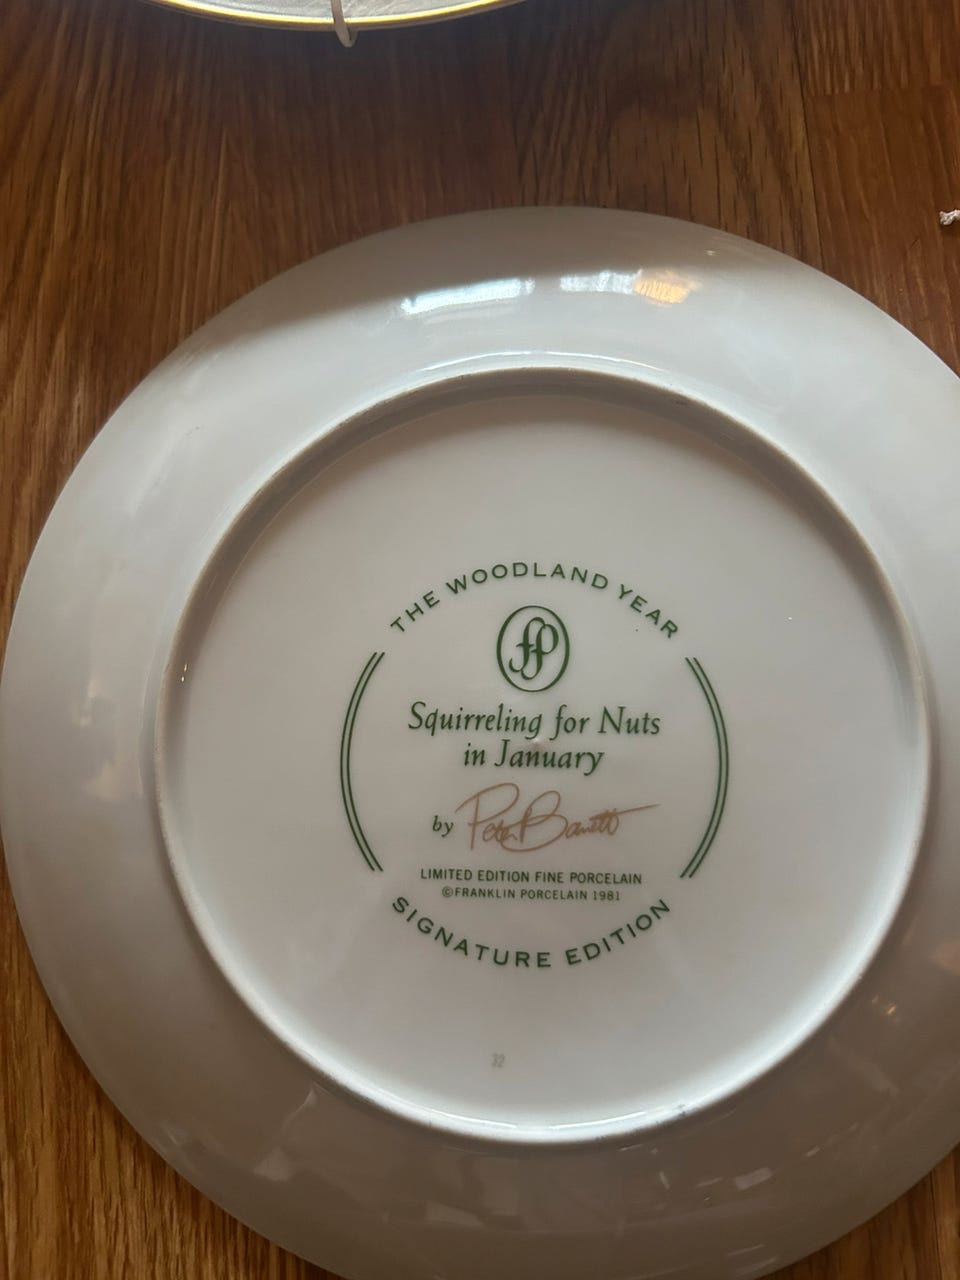 THE WOODLAND YEAR
fP
Squirreling for Nuts
in January
by Peter Barrett
LIMITED EDITION FINE PORCELAIN
©FRANKLIN PORCELAIN 1981
SIGNATURE EDITION
32